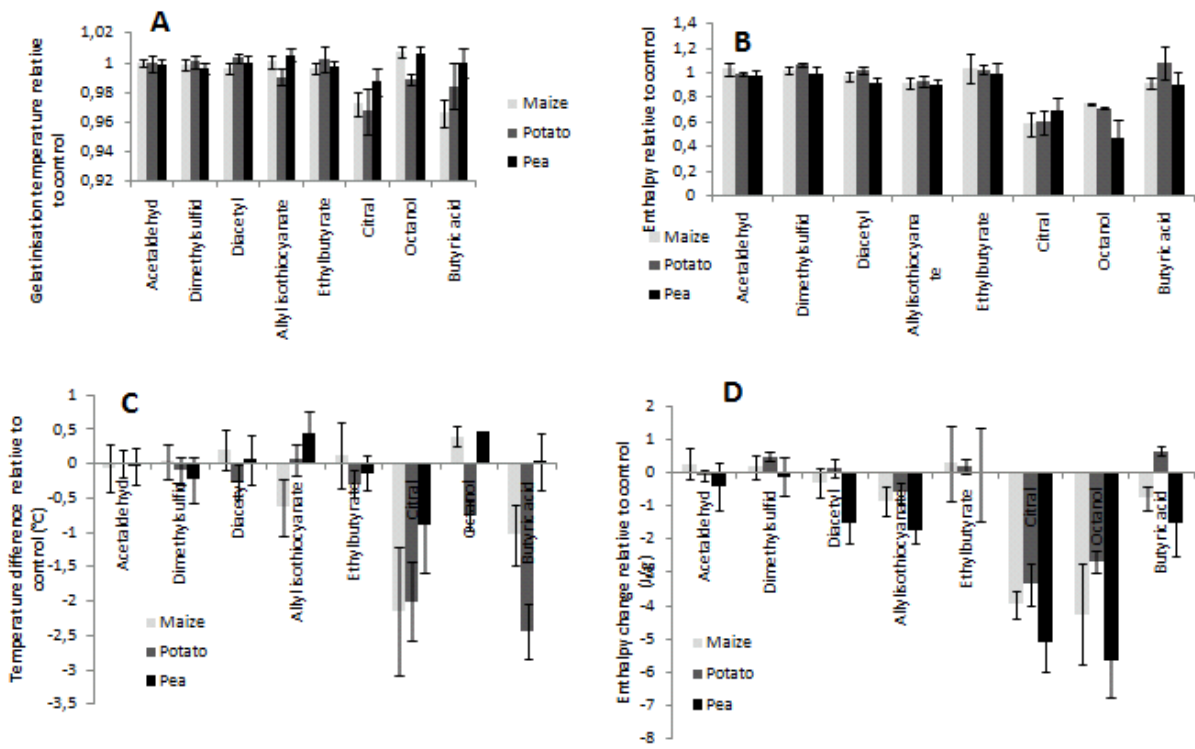 A
Gelatinisation temperature relative
to control
1,02
1
0,98
0,96
0,94
0,92
Acetaldehyd
Dimethylsulfid
Diacetyl
Allylisothiocyanate
Ethylbutyrate
Citral
Octanol
Butyric acid
Maize
Potato
Pea
B
Enthalpy relative to control
1,4
1,2
1
0,8
0,6
0,4
0,2
0
Maize
Potato
Pea
Acetaldehyd
Dimethylsulfid
Diacetyl
Allylisothiocyana
te
Ethylbutyrate
Citral
Octanol
Butyric acid
C
Temperature difference relative to
control (ºC)
1
0,5
0
-0,5
-1
-1,5
-2
-2,5
-3
-3,5
Acetaldehyd
Dimethylsulfid
Diacetyl
Allylisothiocyanate
Ethylbutyrate
Citral
Octanol
Butyric acid
Maize
Potato
Pea
D
Enthalpy change relative to control
(J/g)
2
1
0
-1
-2
-3
-4
-5
-6
-7
-8
Acetaldehyd
Dimethylsulfid
Diacetyl
Allylisothiocyanate
Ethylbutyrate
Citral
Octanol
Butyric acid
Maize
Potato
Pea